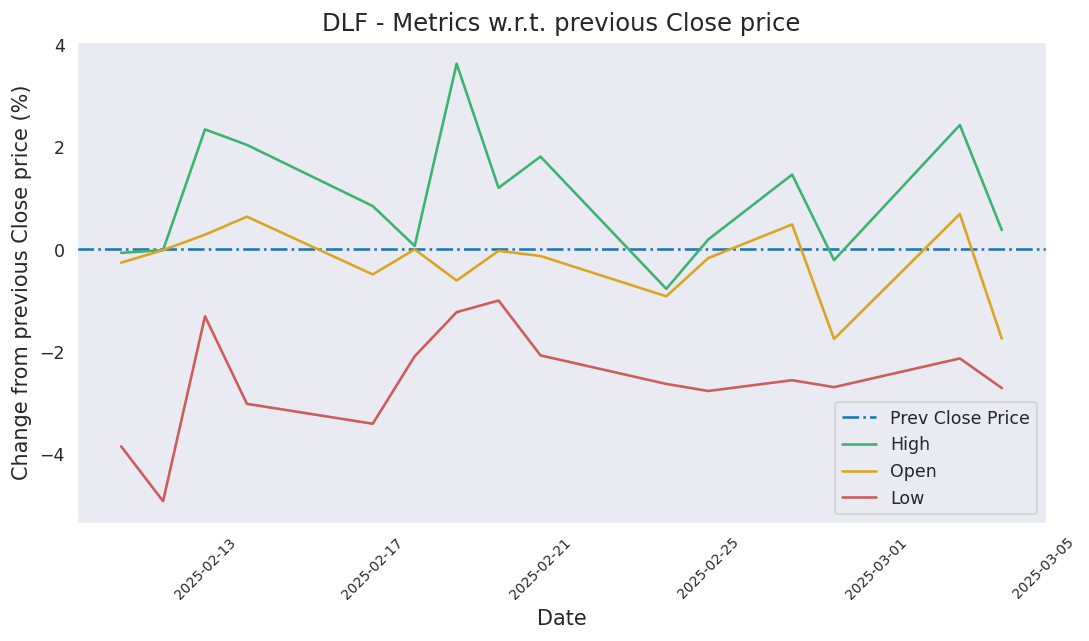 DLF - Metrics w.r.t. previous Close price
Change from previous Close price (%)
4
2
0
−2
−4
Prev Close Price
High
Open
Low
2025-02-13
2025-02-17
2025-02-21
2025-02-25
2025-03-01
2025-03-05
Date